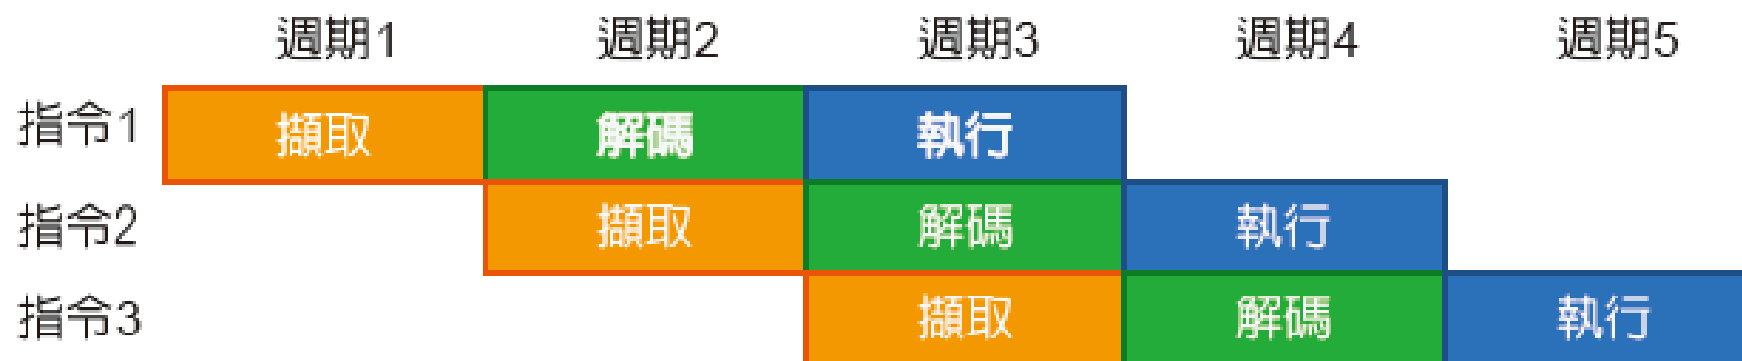 週期1 週期2 週期3 週期4 週期5
指令1 擷取 解碼 執行
指令2 擷取 解碼 執行
指令3 擷取 解碼 執行